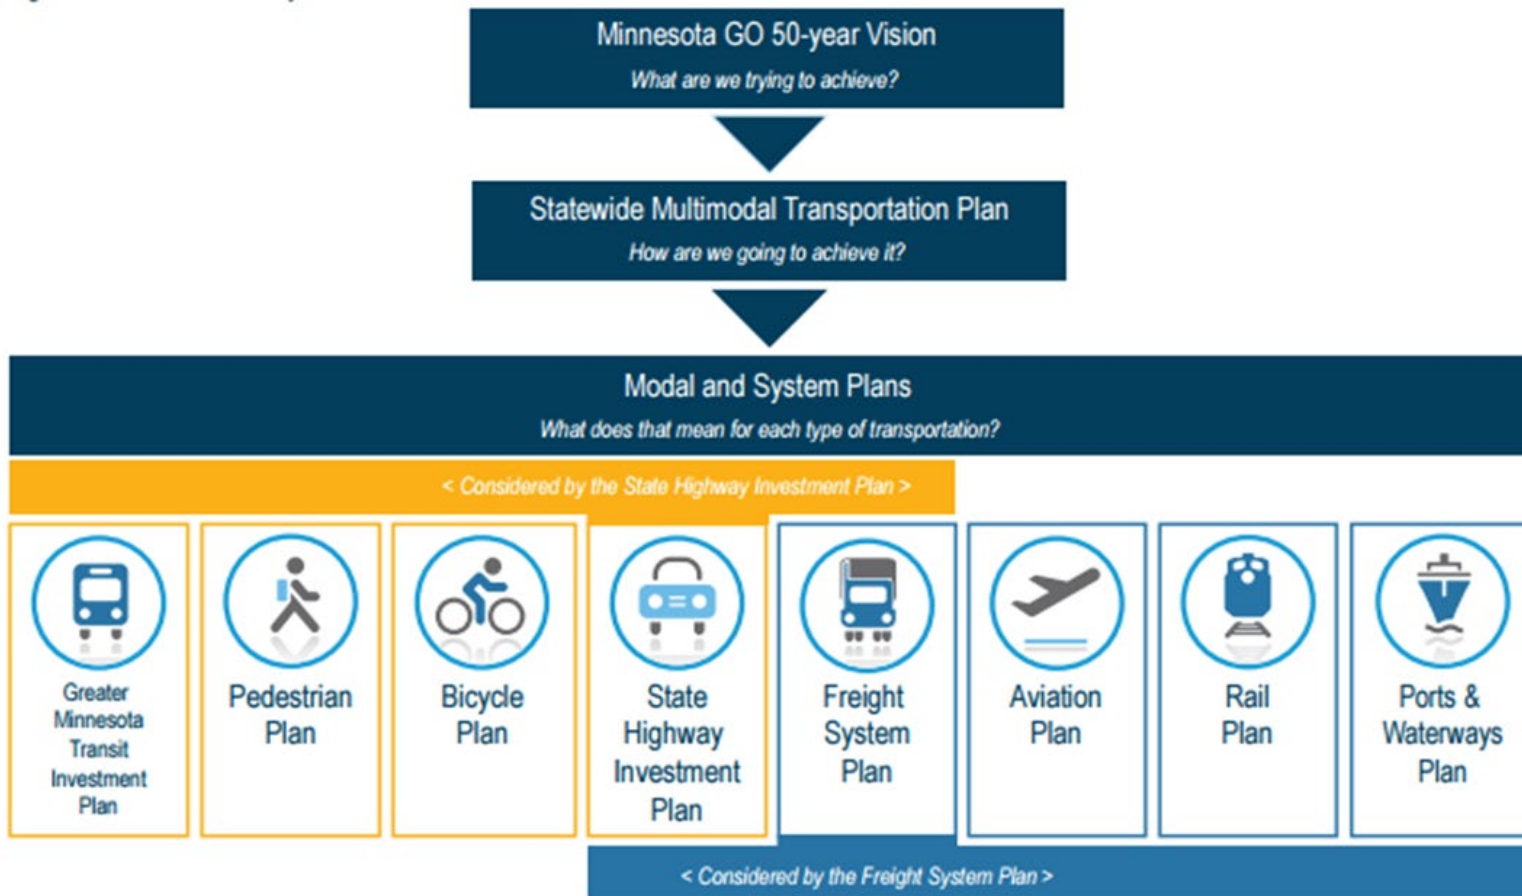 Minnesota GO 50-year Vision
What are we trying to achieve?
Statewide Multimodal Transportation Plan
How are we going to achieve it?
Modal and System Plans
What does that mean for each type of transportation?
< Considered by the State Highway Investment Plan >
Greater
Minnesota
Transit
Investment
Plan
Pedestrian
Plan
Bicycle
Plan
State
Highway
Investment
Plan
Freight
System
Plan
Aviation
Plan
Rail
Plan
Ports &
Waterways
Plan
< Considered by the Freight System Plan >